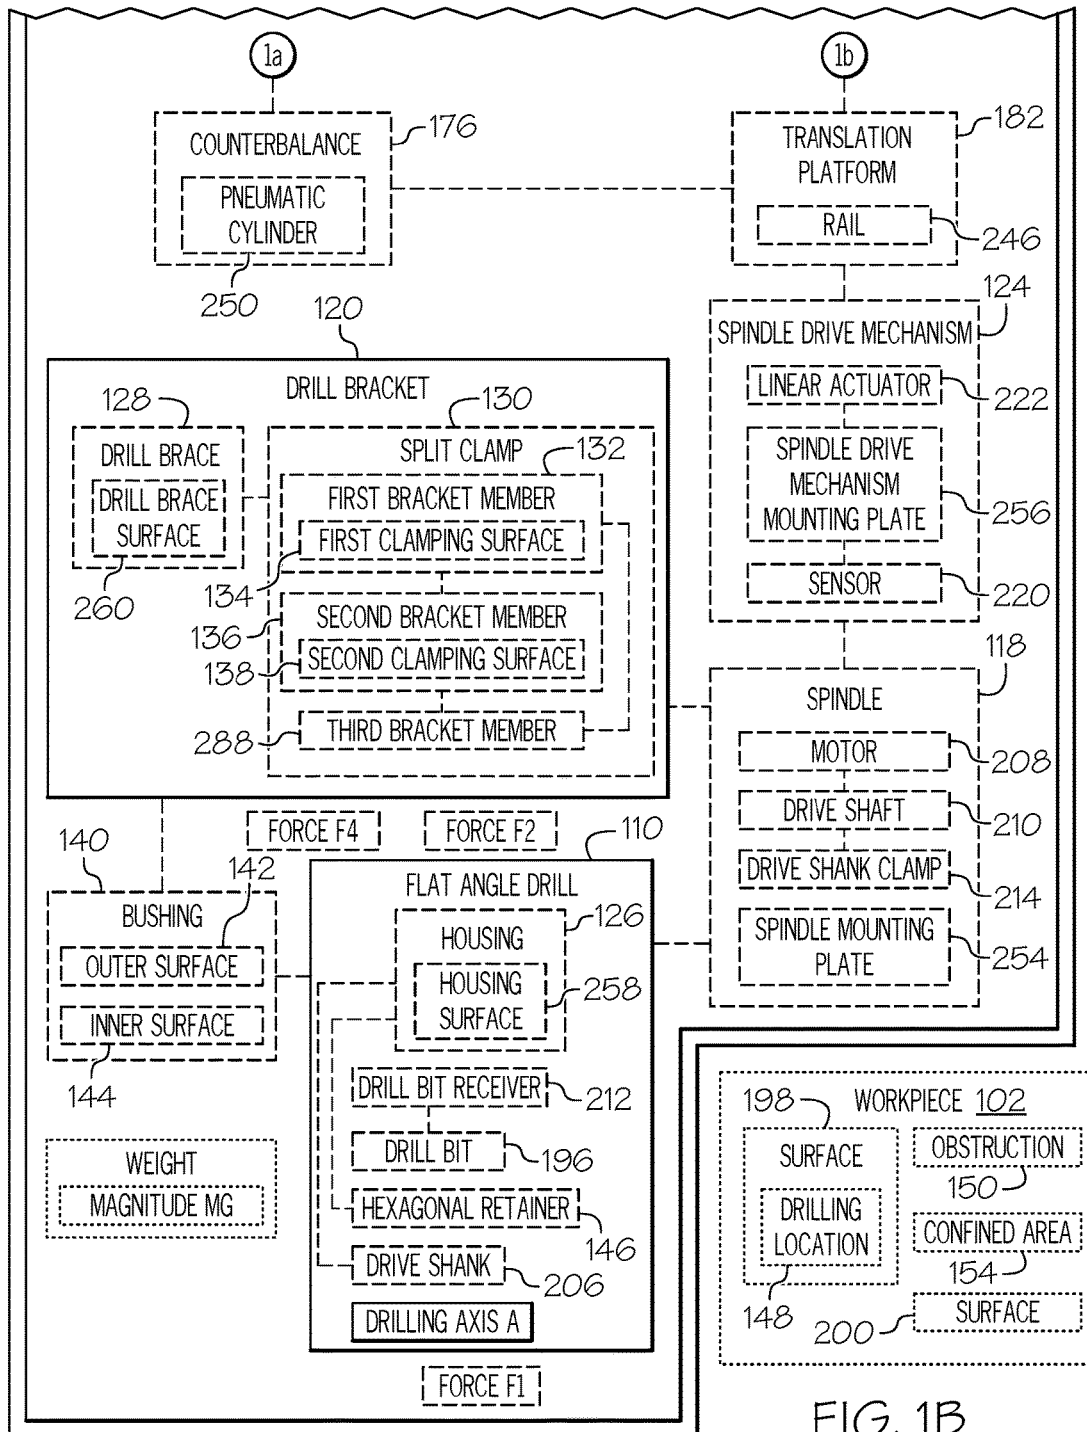 1a
1b
COUNTERBALANCE
176
PNEUMATIC
CYLINDER
250
TRANSLATION
PLATFORM
182
RAIL
246
120
DRILL BRACKET
128
DRILL BRACE
DRILL BRACE
SURFACE
260
130
SPLIT CLAMP
132
FIRST BRACKET MEMBER
FIRST CLAMPING SURFACE
134
SECOND BRACKET MEMBER
136
SECOND CLAMPING SURFACE
138
THIRD BRACKET MEMBER
288
124
SPINDLE DRIVE MECHANISM
LINEAR ACTUATOR
222
SPINDLE DRIVE
MECHANISM
MOUNTING PLATE
256
SENSOR
220
118
SPINDLE
MOTOR
208
DRIVE SHAFT
210
DRIVE SHANK CLAMP
214
SPINDLE MOUNTING
PLATE
254
FORCE F4
FORCE F2
140
142
BUSHING
OUTER SURFACE
INNER SURFACE
144
110
FLAT ANGLE DRILL
126
HOUSING
HOUSING
SURFACE
258
DRILL BIT RECEIVER
212
DRILL BIT
196
HEXAGONAL RETAINER
146
DRIVE SHANK
206
DRILLING AXIS A
WEIGHT
MAGNITUDE MG
FORCE F1
WORKPIECE 102
198
SURFACE
DRILLING
LOCATION
148
OBSTRUCTION
150
CONFINED AREA
154
SURFACE
200
FIG. 1B